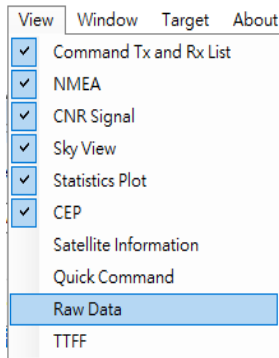 View Window Target About
Command Tx and Rx List
NMEA
CNR Signal
Sky View
Statistics Plot
CEP
Satellite Information
Quick Command
Raw Data
TTFF